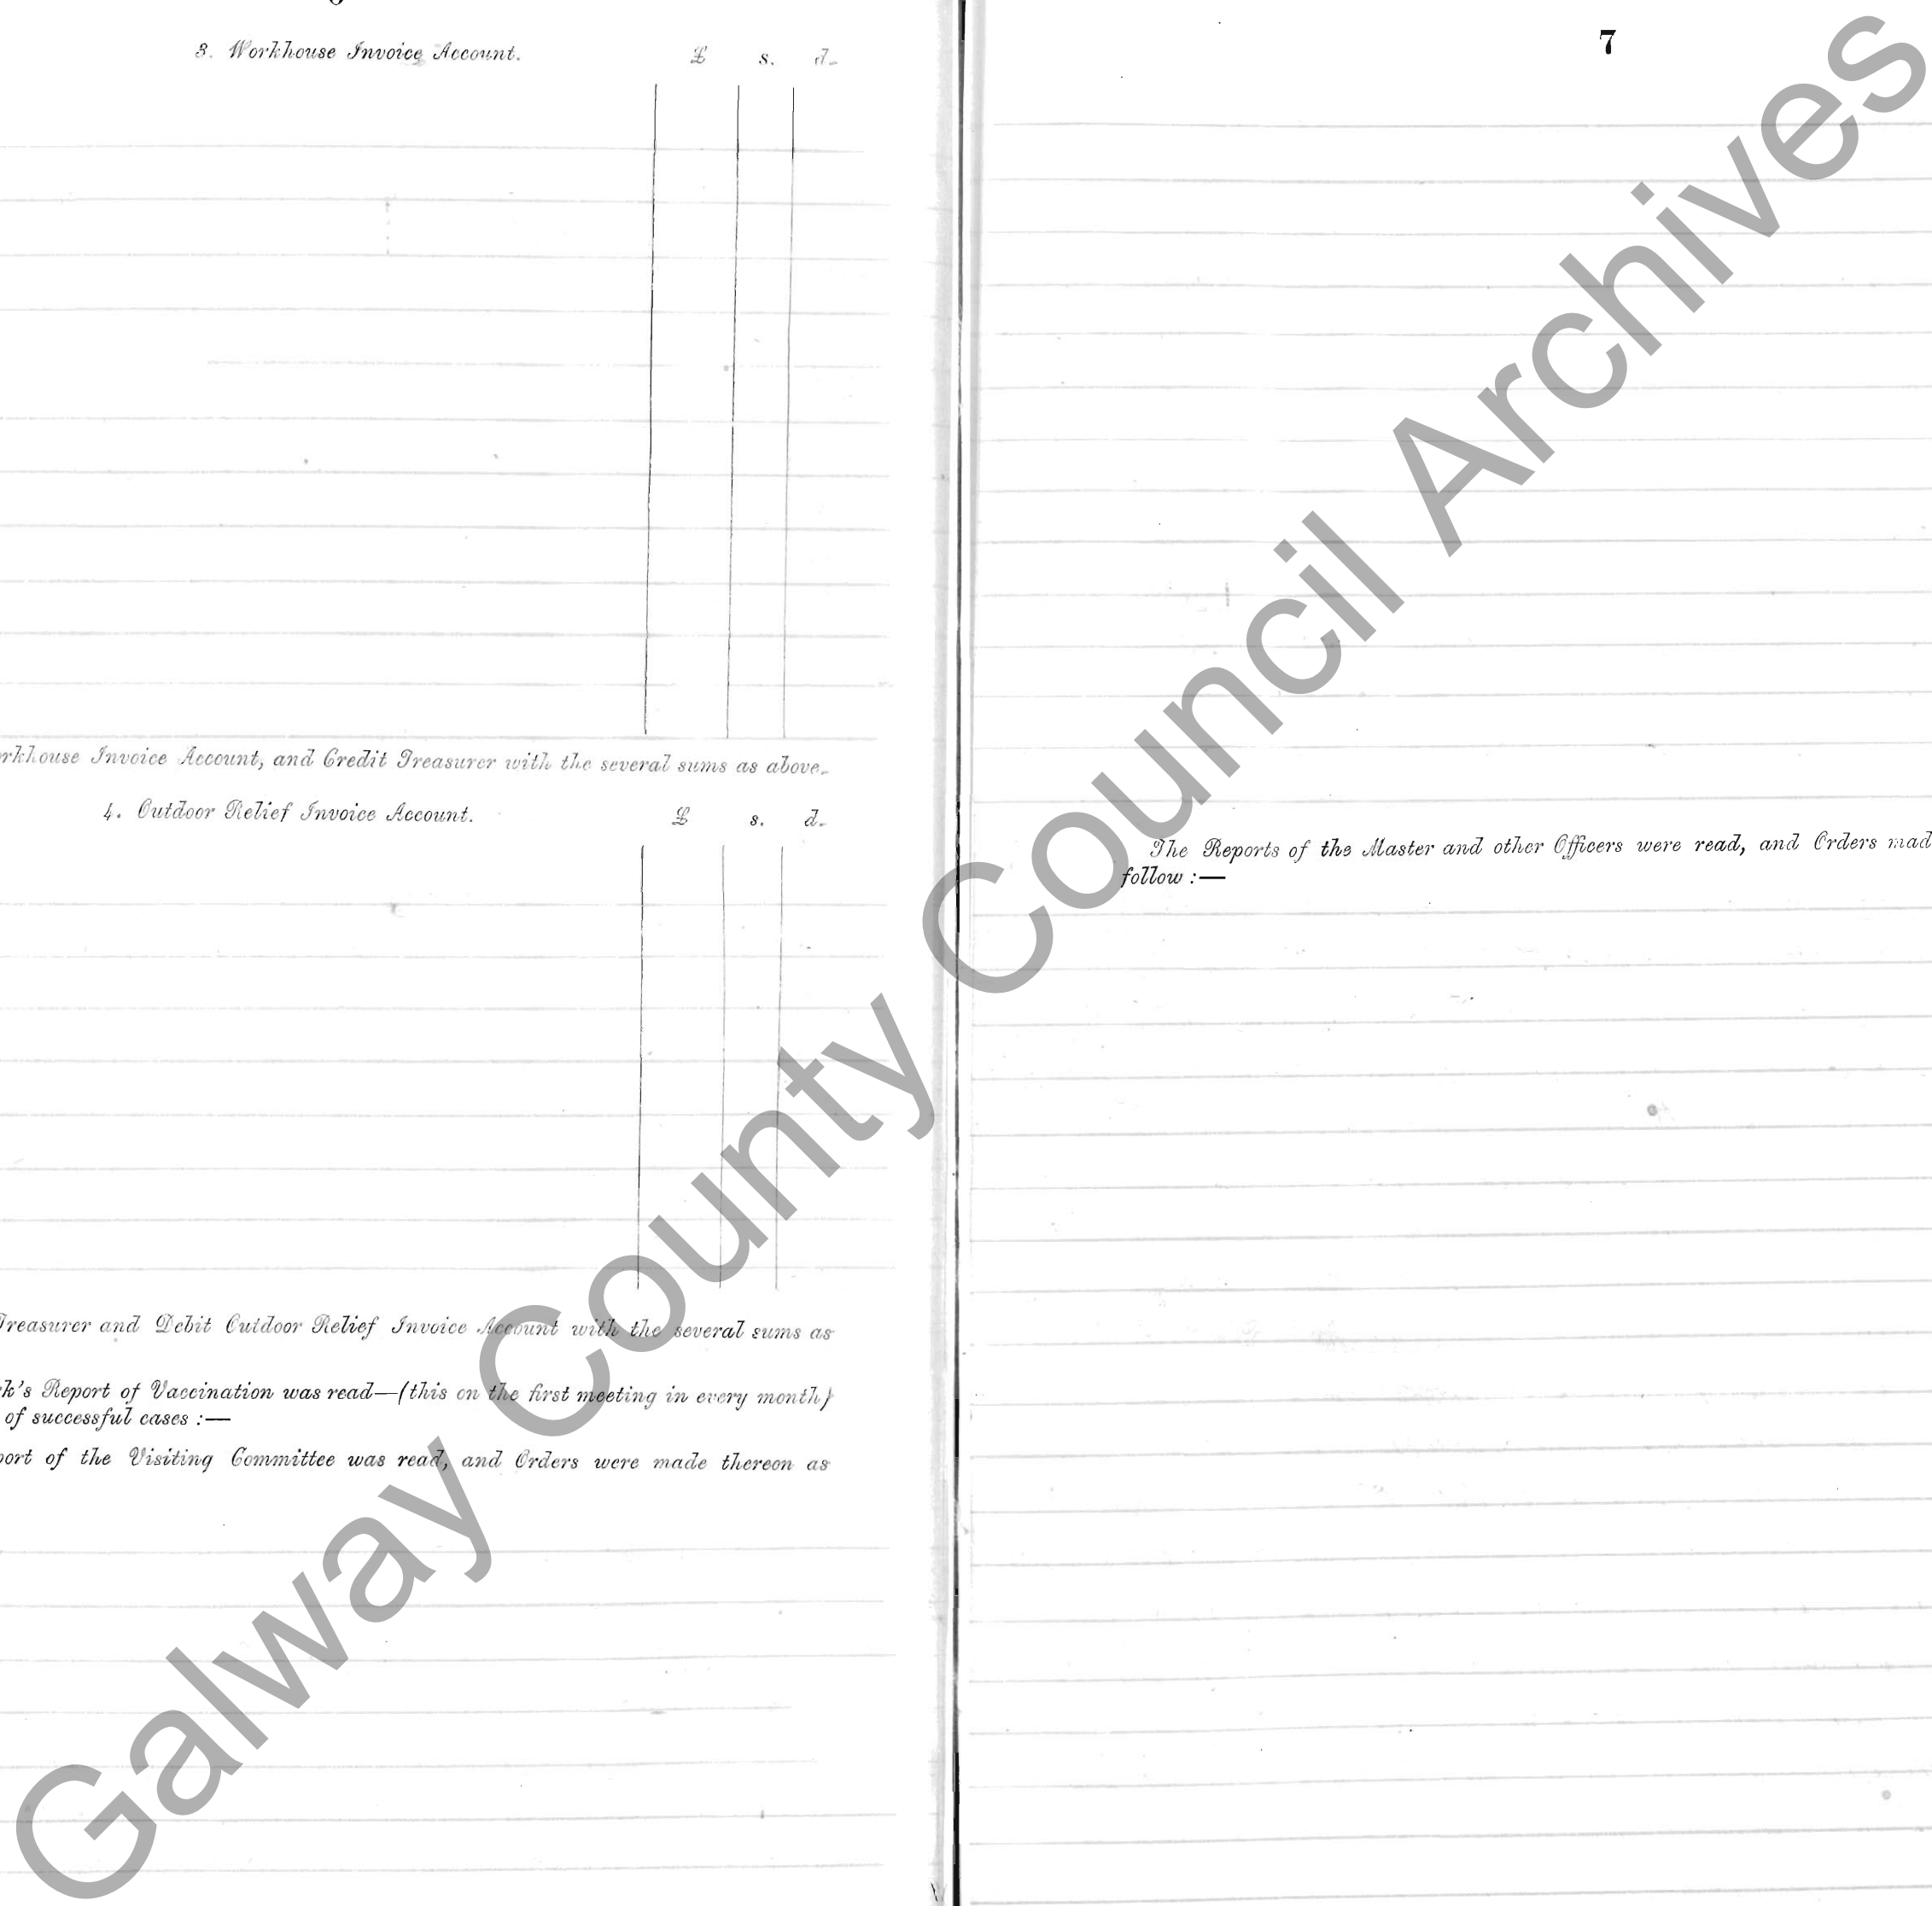 3. Workhouse Invoice Account. £ s. d.
rkhouse Invoice Account, and Credit Treasurer with the several sums as above.
4. Outdoor Relief Invoice Account. £ s. d.
Treasurer and Debit Outdoor Relief Invoice Account with the several sums as
k's Report of Vaccination was read—(this on the first meeting in every month)
of successful cases :—
port of the Visiting Committee was read, and Orders were made thereon as
7
The Reports of the Master and other Officers were read, and Orders mad
follow :—
Galway County Council Archives